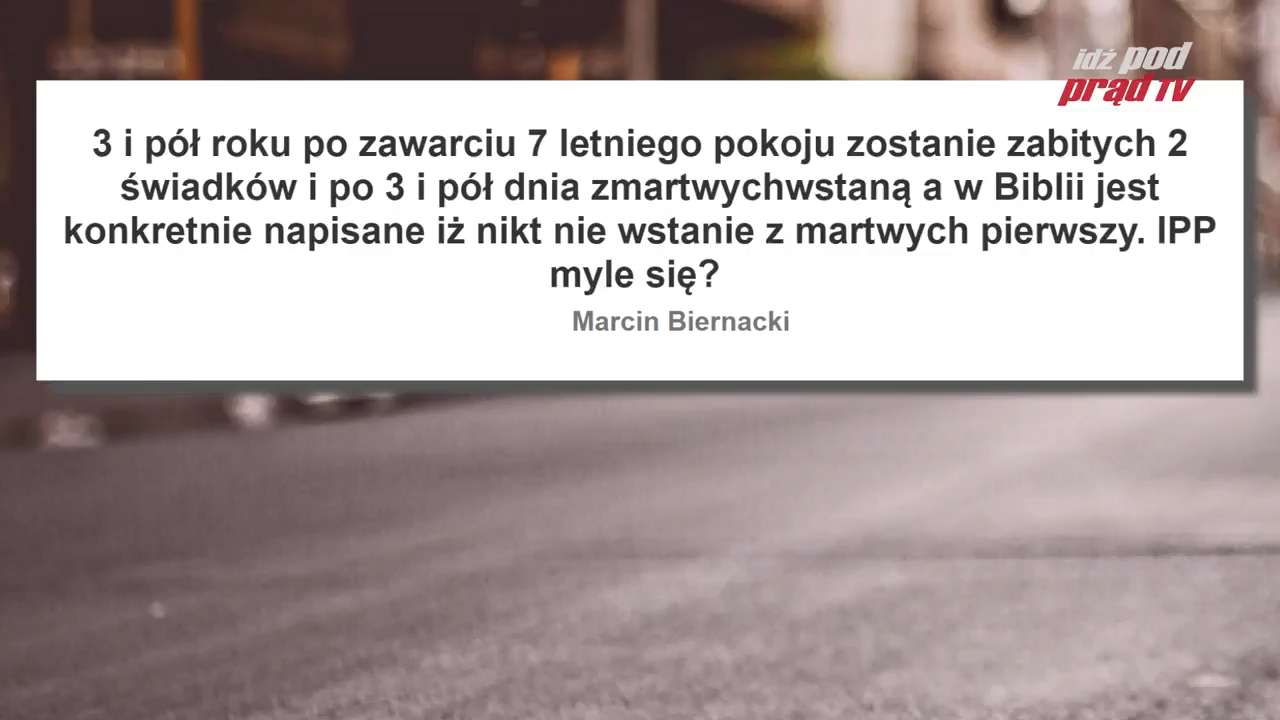 idź pod
prąd TV
3 i pół roku po zawarciu 7 letniego pokoju zostanie zabitych 2
świadków i po 3 i pół dnia zmartwychwstaną a w Biblii jest
konkretnie napisane iż nikt nie wstanie z martwych pierwszy. IPP
myle się?
Marcin Biernacki